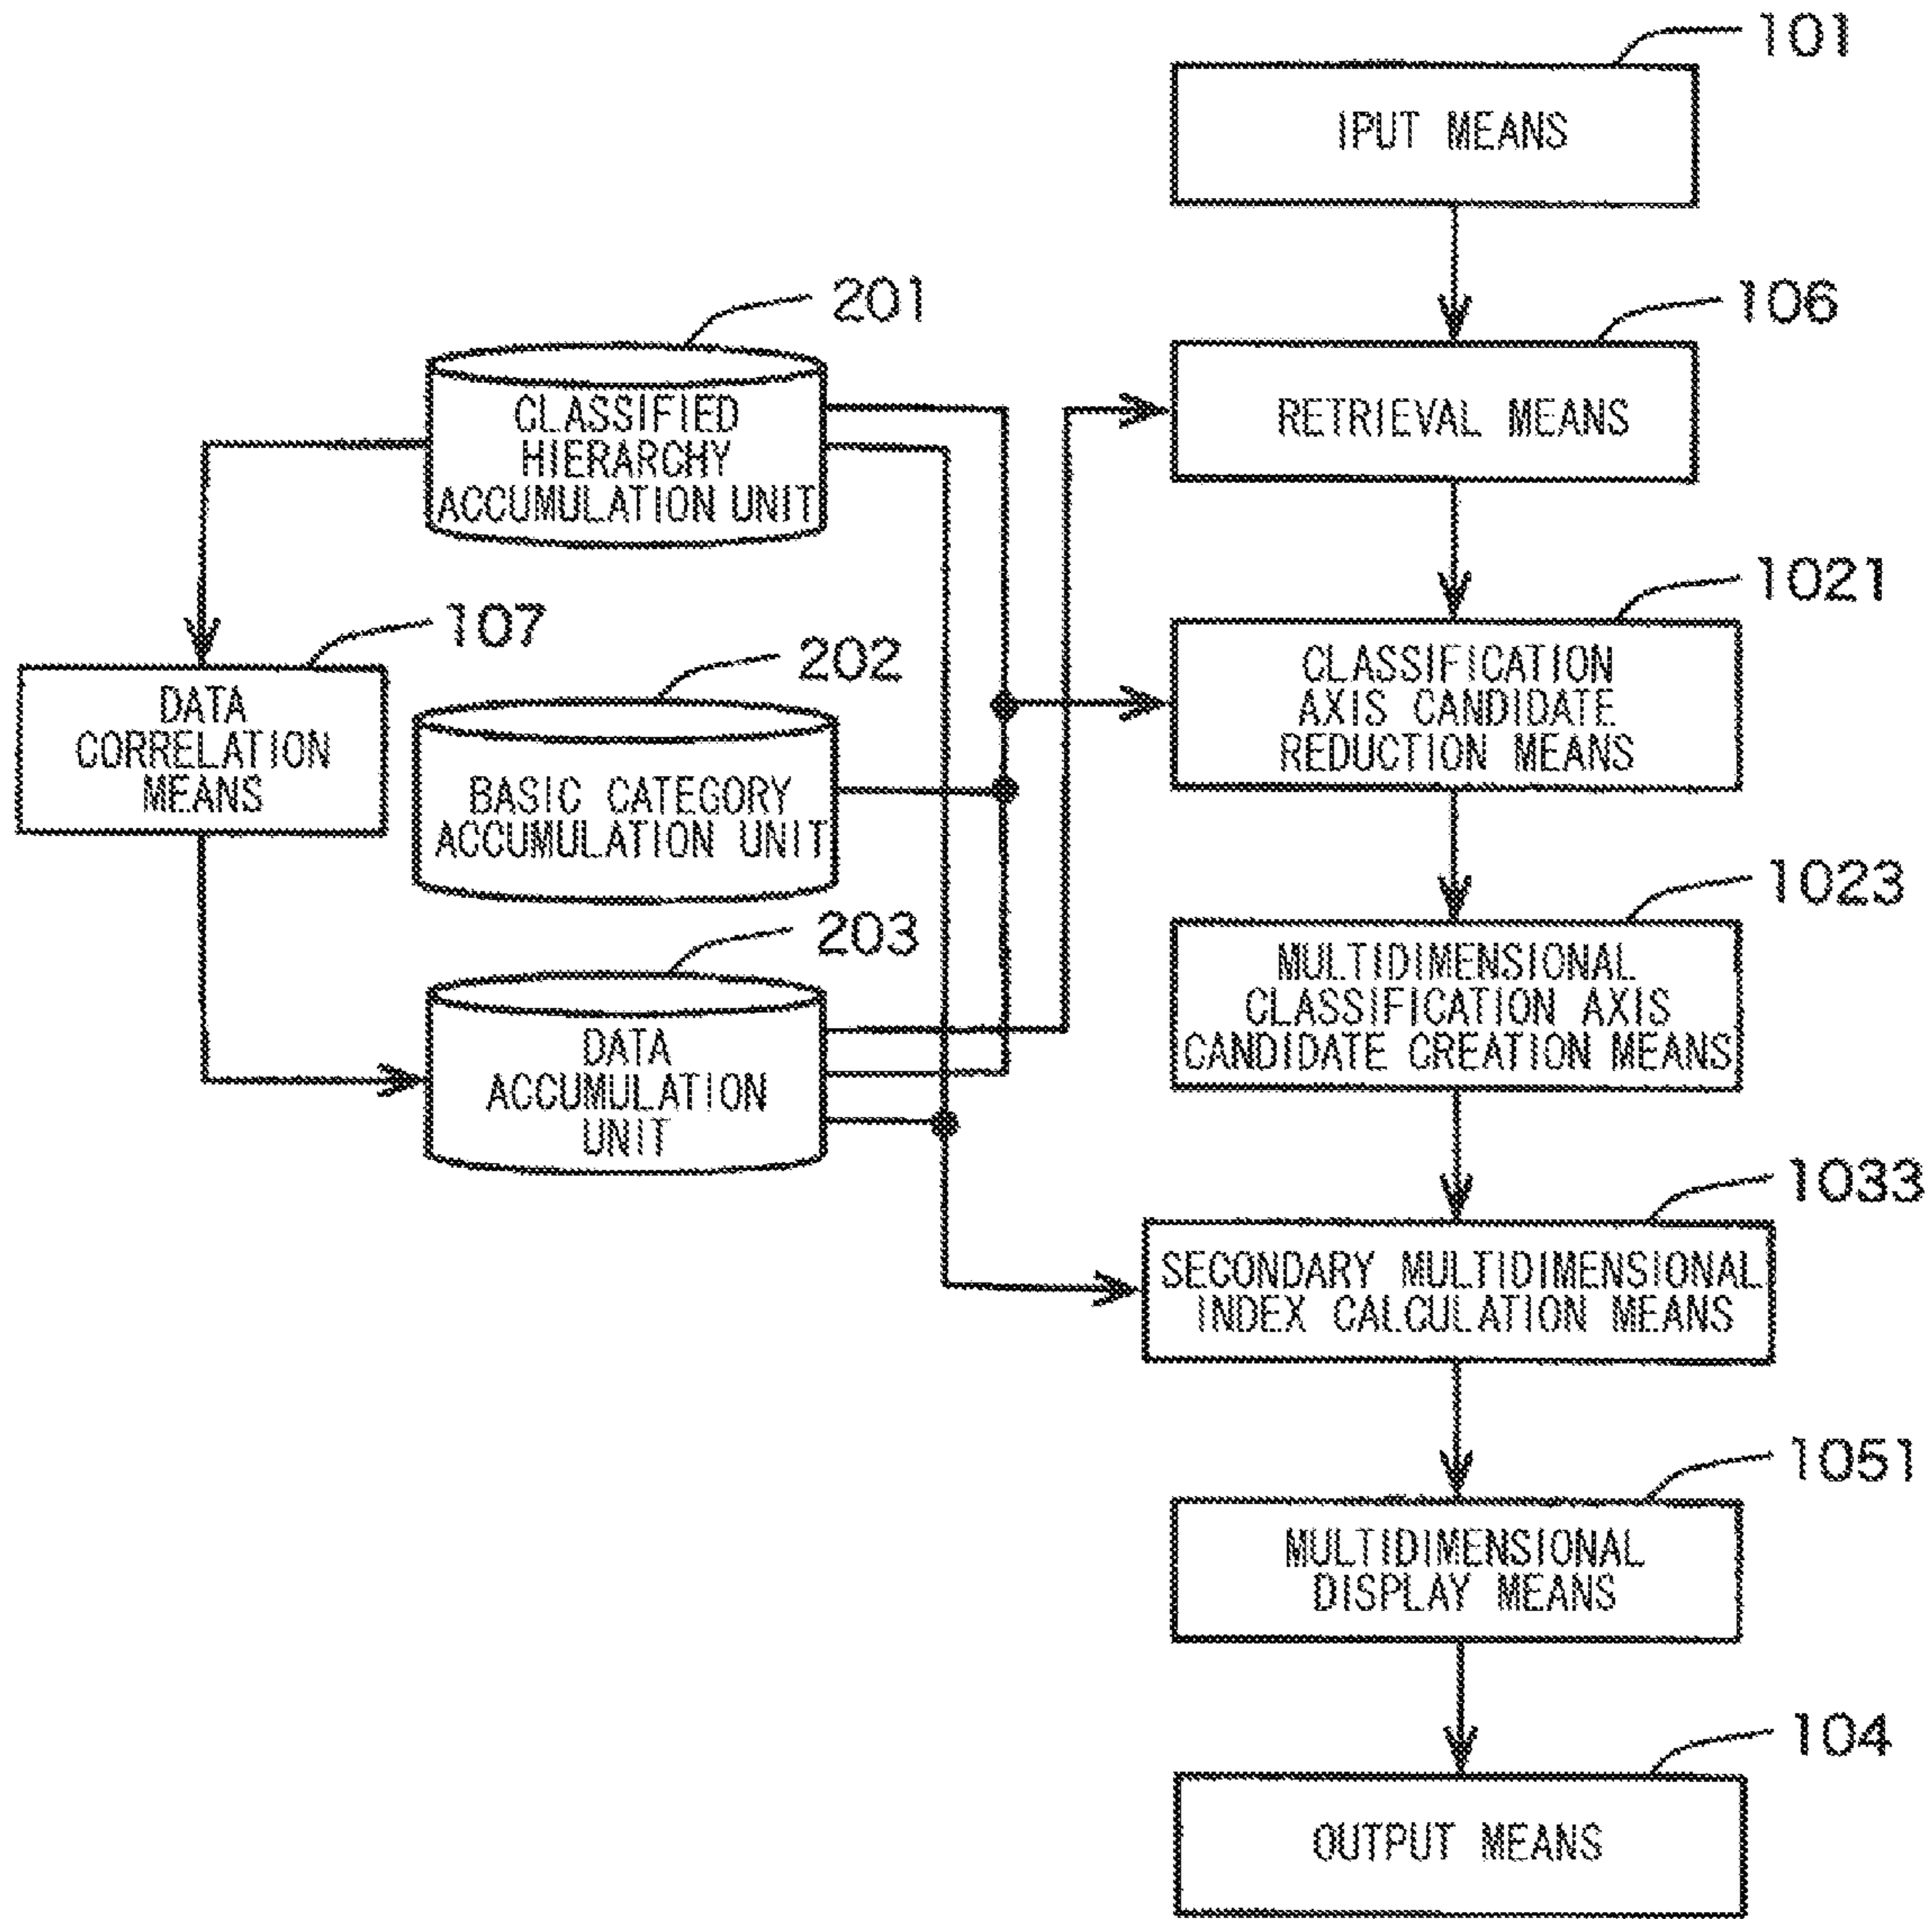 101
IPUT MEANS
106
RETRIEVAL MEANS
201
CLASSIFIED
HIERARCHY
ACCUMULATION UNIT
107
DATA
CORRELATION
MEANS
202
BASIC CATEGORY
ACCUMULATION UNIT
203
DATA
ACCUMULATION
UNIT
1021
CLASSIFICATION
AXIS CANDIDATE
REDUCTION MEANS
1023
MULTIDIMENSIONAL
CLASSIFICATION AXIS
CANDIDATE CREATION MEANS
1033
SECONDARY MULTIDIMENSIONAL
INDEX CALCULATION MEANS
1051
MULTIDIMENSIONAL
DISPLAY MEANS
104
OUTPUT MEANS